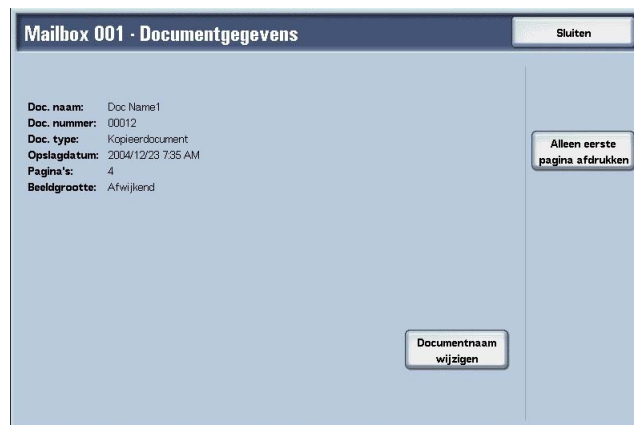 Mailbox 001 - Documentgegevens
Sluiten
Doc. naam: Doc Name1
Doc. nummer: 00012
Doc. type: Kopieerdocument
Opslagdatum: 2004/12/23 7:35 AM
Pagina's: 4
Beeldgrootte: Afwijkend
Alleen eerste
pagina afdrukken
Documentnaam
wijzigen